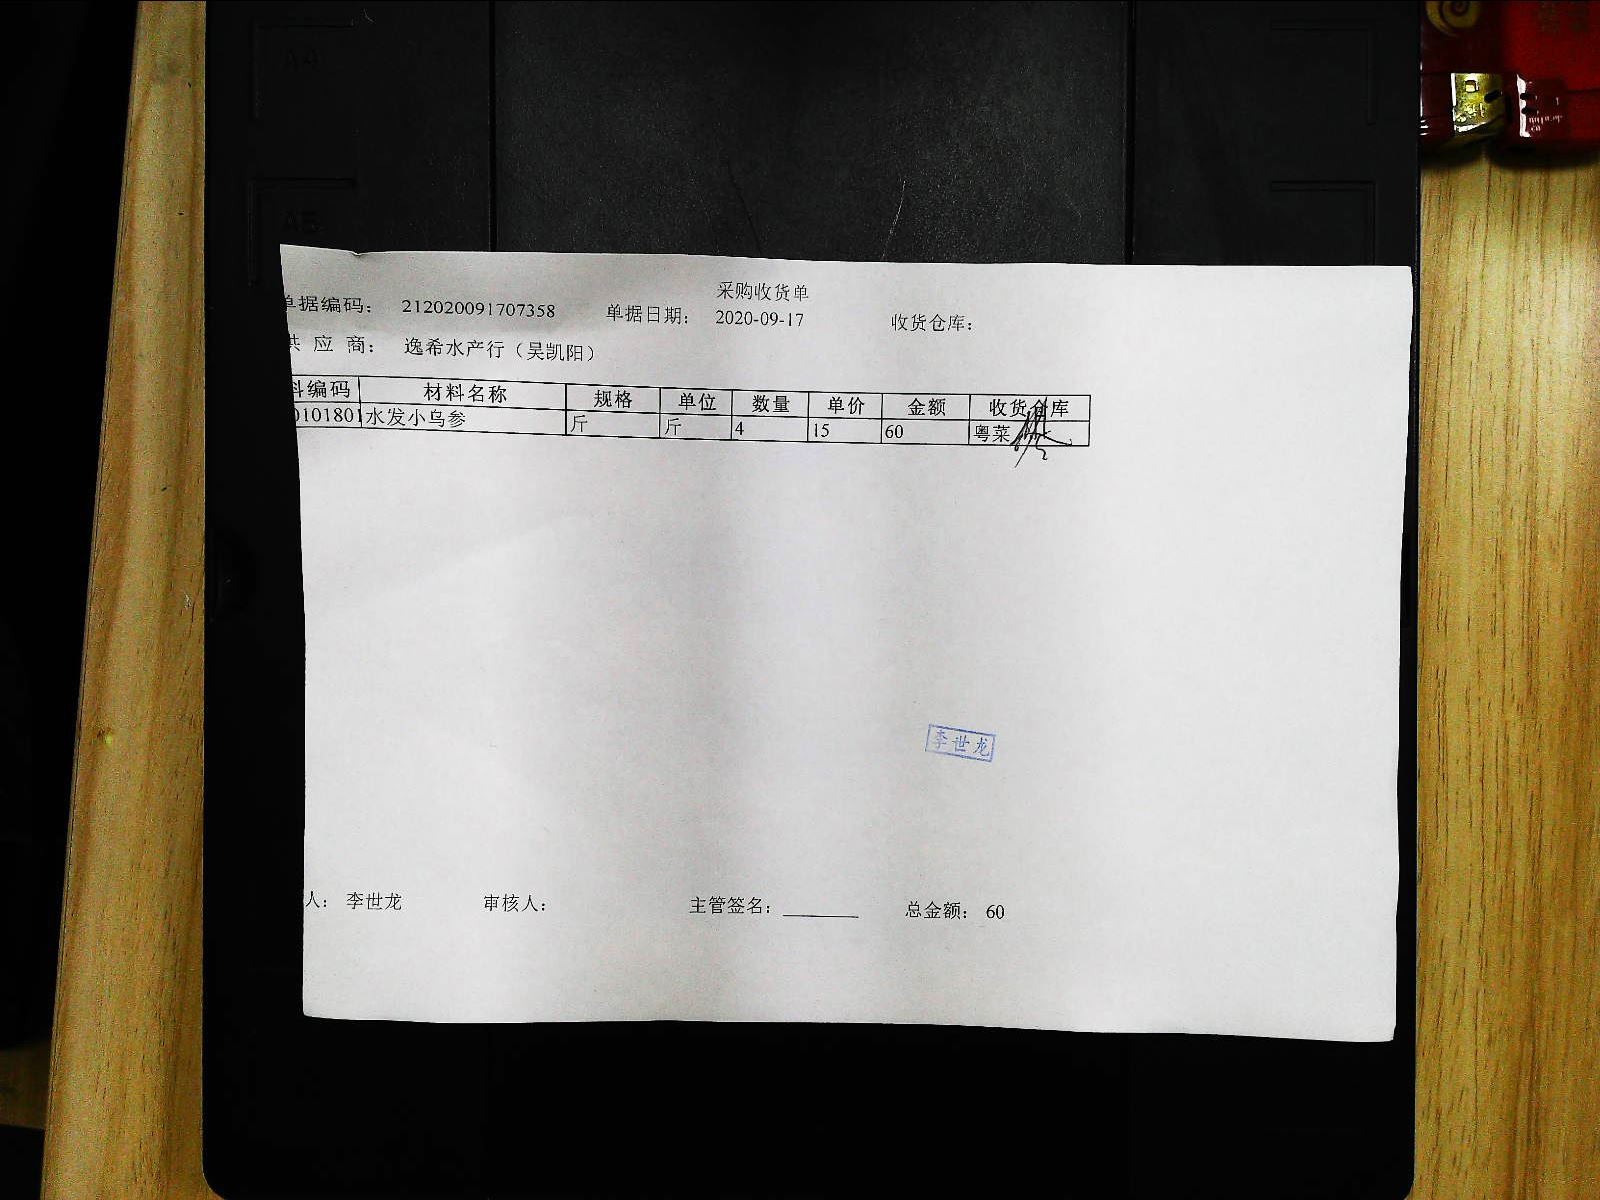 采购收货单
单据编码： 212020091707358 单据日期： 2020-09-17 收货仓库：
供 应 商： 逸希水产行（吴凯阳）
料编码 材料名称 规格 单位 数量 单价 金额 收货仓库
0101801 水发小乌参 斤 斤 4 15 60 粤菜
李世龙
人： 李世龙 审核人： 主管签名： 总金额： 60
A4
A5